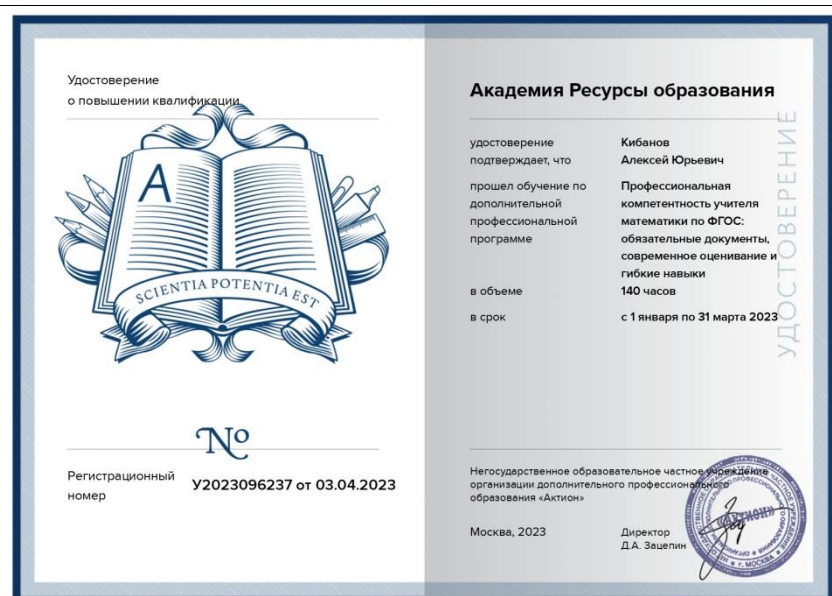 Удостоверение
о повышении квалификации
A
SCIENTIA POTENTIA EST
№
Регистрационный
номер
У2023096237 от 03.04.2023
Академия Ресурсы образования
удостоверение
подтверждает, что
Кибанов
Алексей Юрьевич
прошел обучение по
дополнительной
профессиональной
программе
Профессиональная
компетентность учителя
математики по ФГОС:
обязательные документы,
современное оценивание и
гибкие навыки
в объеме
140 часов
в срок
с 1 января по 31 марта 2023
УДОСТОВЕРЕНИЕ
Негосударственное образовательное частное учреждение
организации дополнительного профессионального
образования «Актион»
Москва, 2023
Директор
Д.А. Зацепин
«АКТИОН»
г. МОСКВА